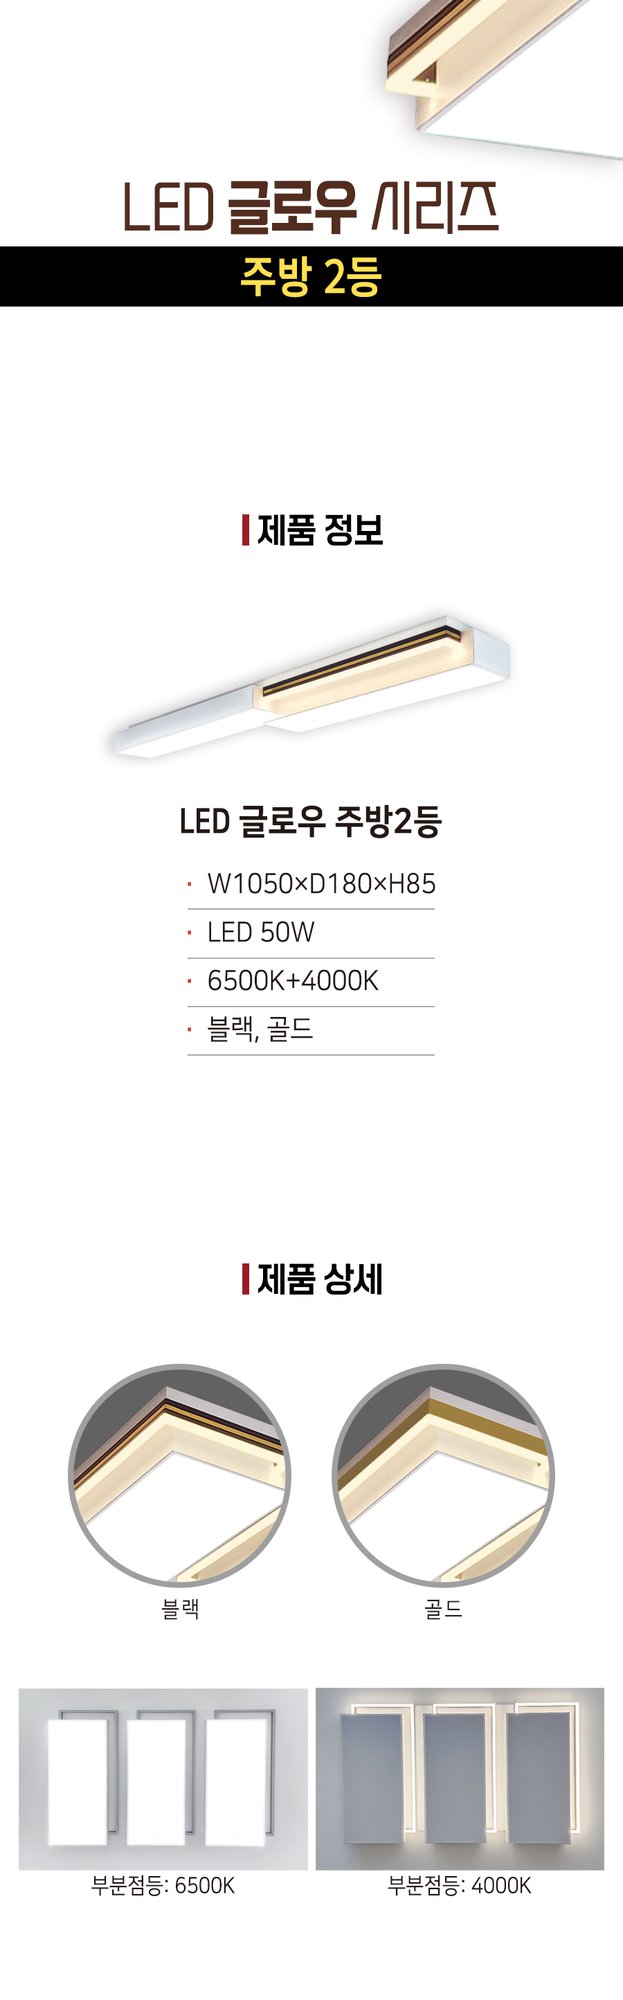 LED 글로우 시리즈
주방 2등
제품 정보
LED 글로우 주방2등
· W1050×D180×H85
· LED 50W
· 6500K+4000K
· 블랙, 골드
제품 상세
블랙
골드
부분점등: 6500K
부분점등: 4000K